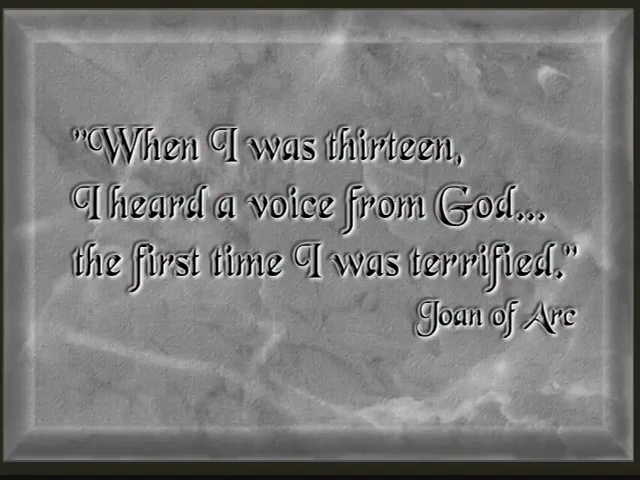 "When I was thirteen,
I heard a voice from God...
the first time I was terrified."
Joan of Arc